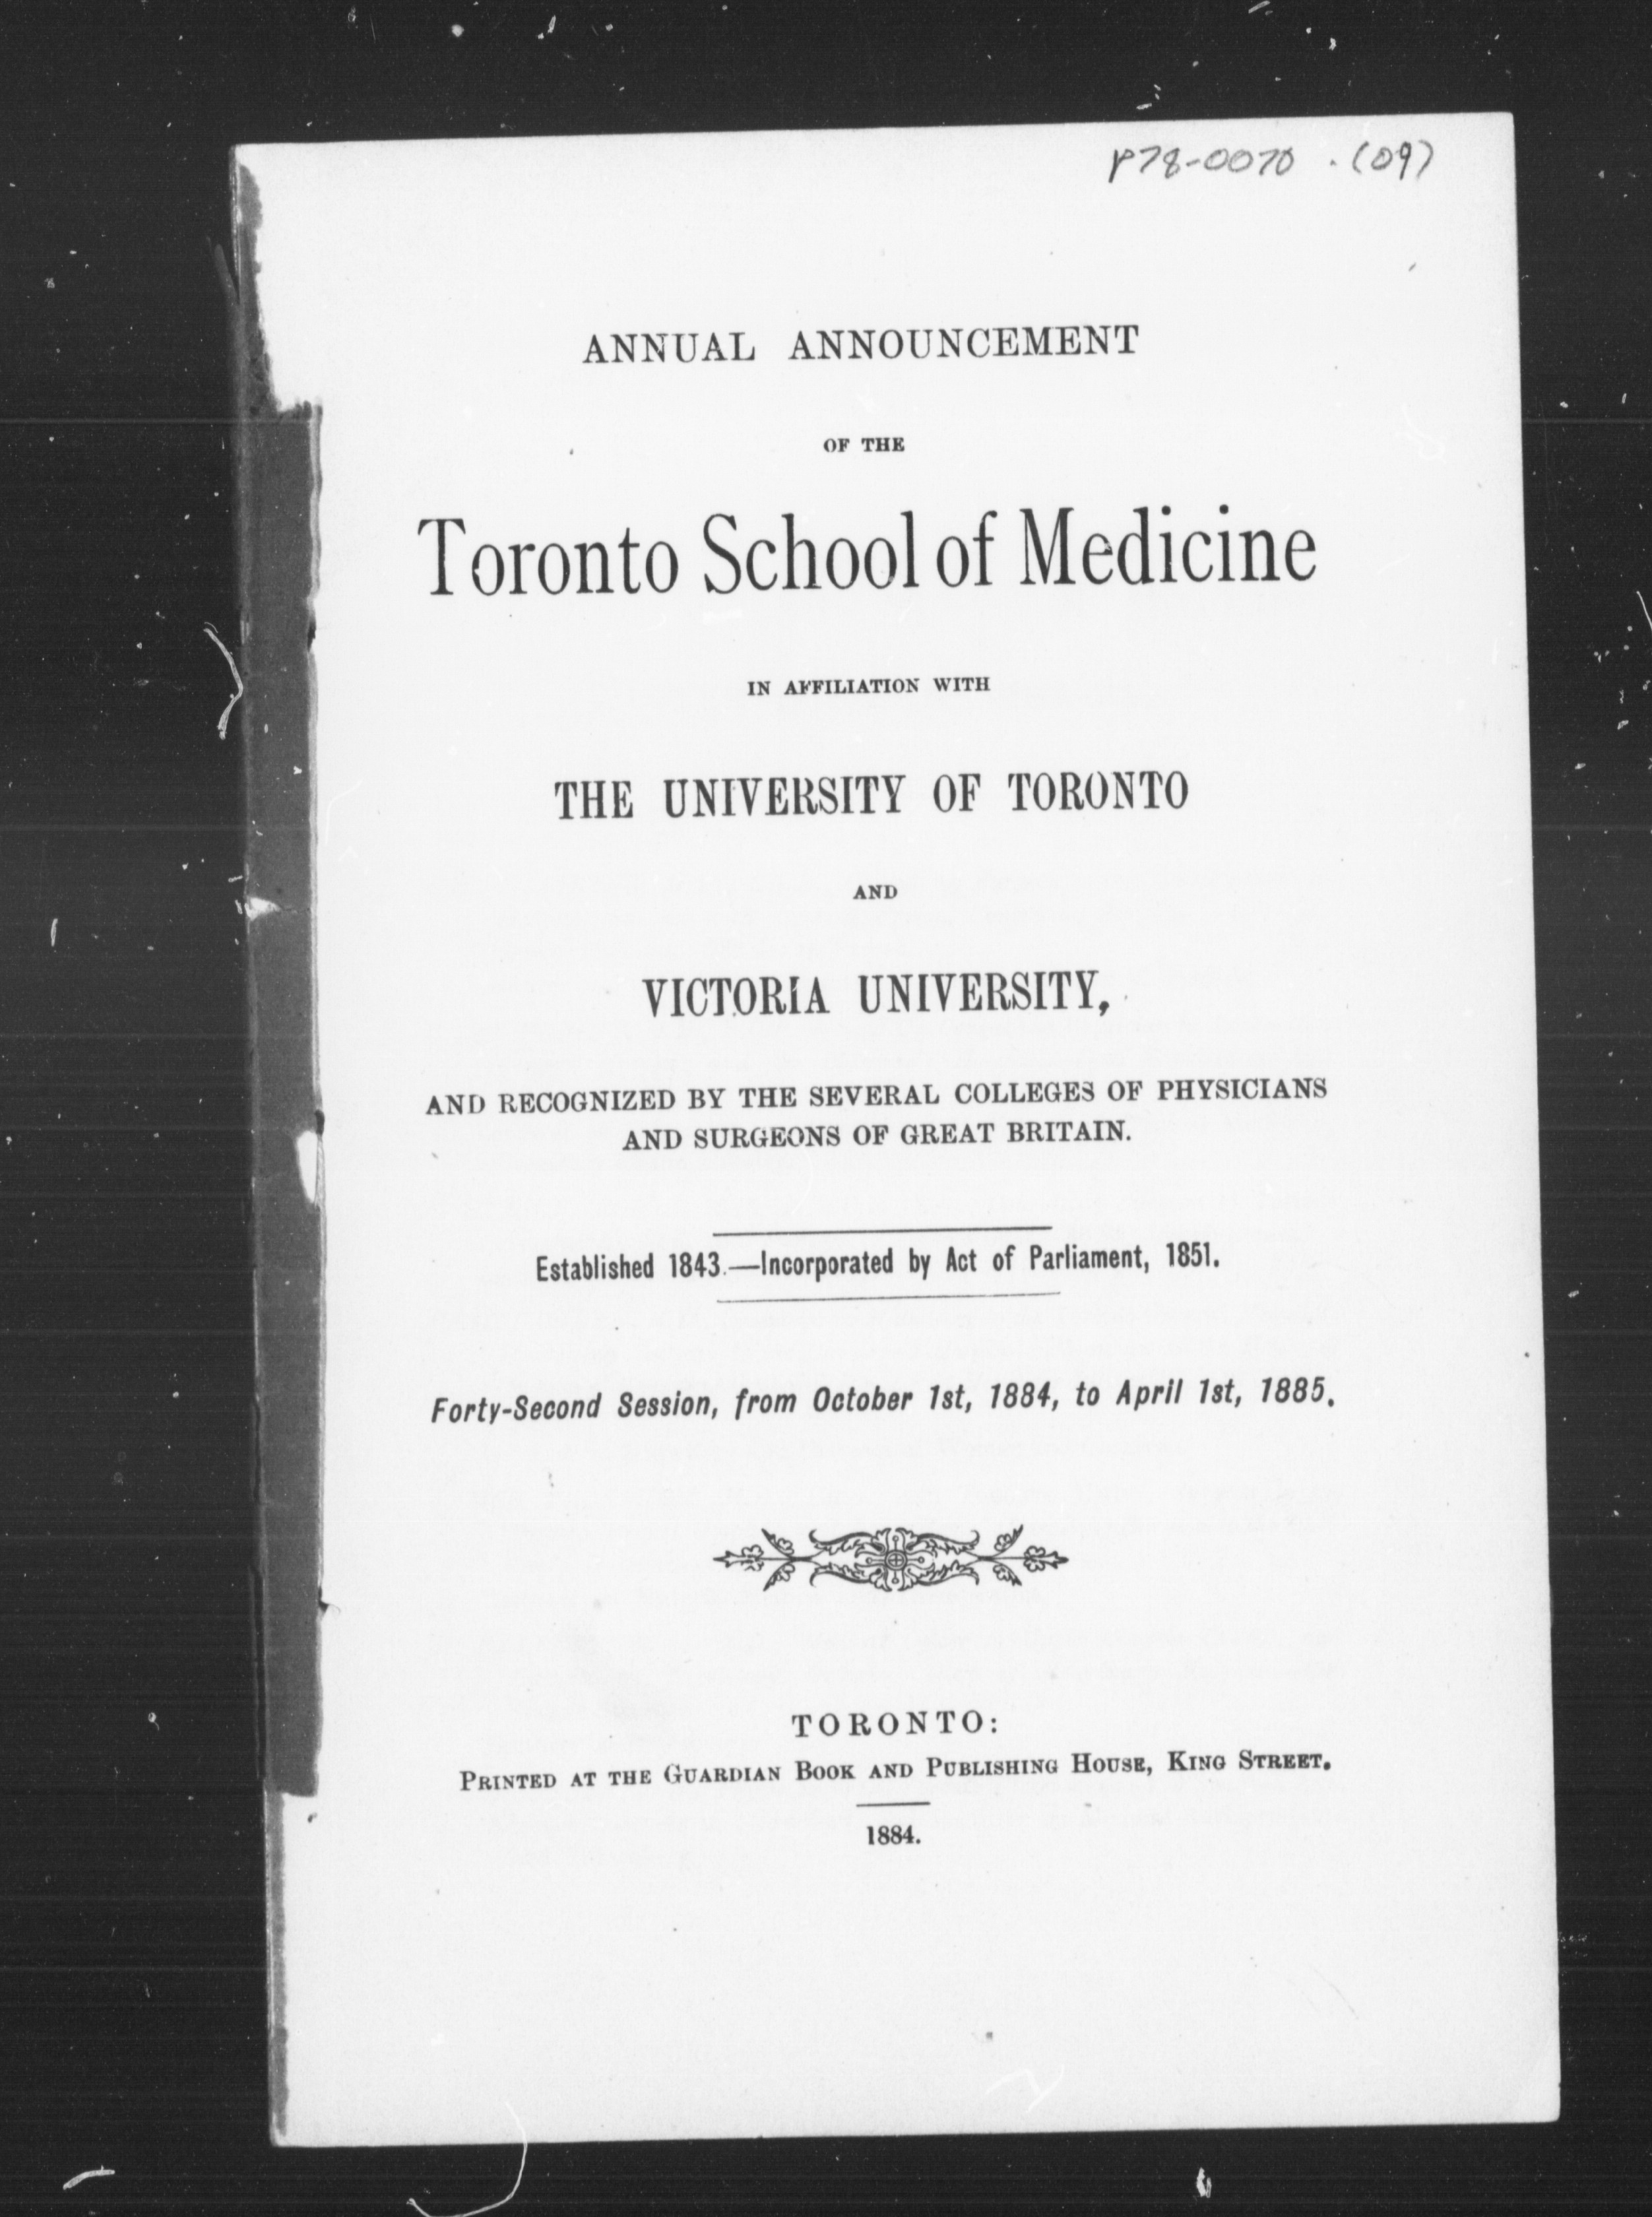 P78-0070 . (09)
ANNUAL ANNOUNCEMENT
OF THE
Toronto School of Medicine
IN AFFILIATION WITH
THE UNIVERSITY OF TORONTO
AND
VICTORIA UNIVERSITY,
AND RECOGNIZED BY THE SEVERAL COLLEGES OF PHYSICIANS
AND SURGEONS OF GREAT BRITAIN.
Established 1843.—Incorporated by Act of Parliament, 1851.
Forty-Second Session, from October 1st, 1884, to April 1st, 1885.
TORONTO:
PRINTED AT THE GUARDIAN BOOK AND PUBLISHING HOUSE, KING STREET.
1884.